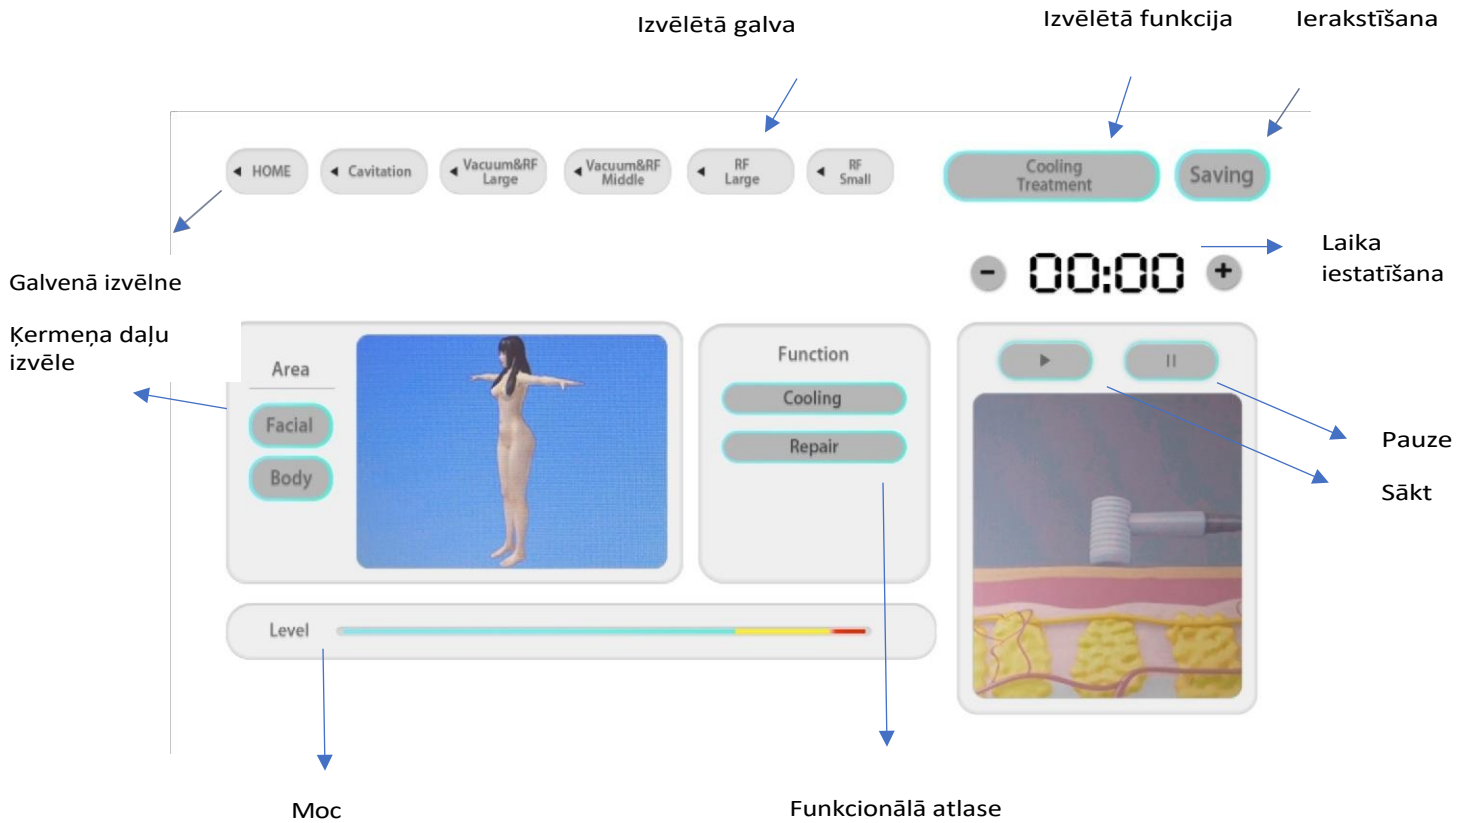 Izvēlētā galva
Izvēlētā funkcija
Ierakstīšana
HOME
Cavitation
Vacuum&RF
Large
Vacuum&RF
Middle
RF
Large
RF
Small
Cooling
Treatment
Saving
Galvenā izvēlne
00:00
Laika
iestatīšana
Ķermeņa daļu
izvēle
Area
Facial
Body
Function
Cooling
Repair
Pauze
Sākt
Level
Moc
Funkcionālā atlase